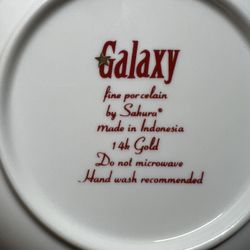 Galaxy
fine porcelain
by Sakura®
Made in Indonesia
14k Gold
Do not microwave
Hand wash recommended